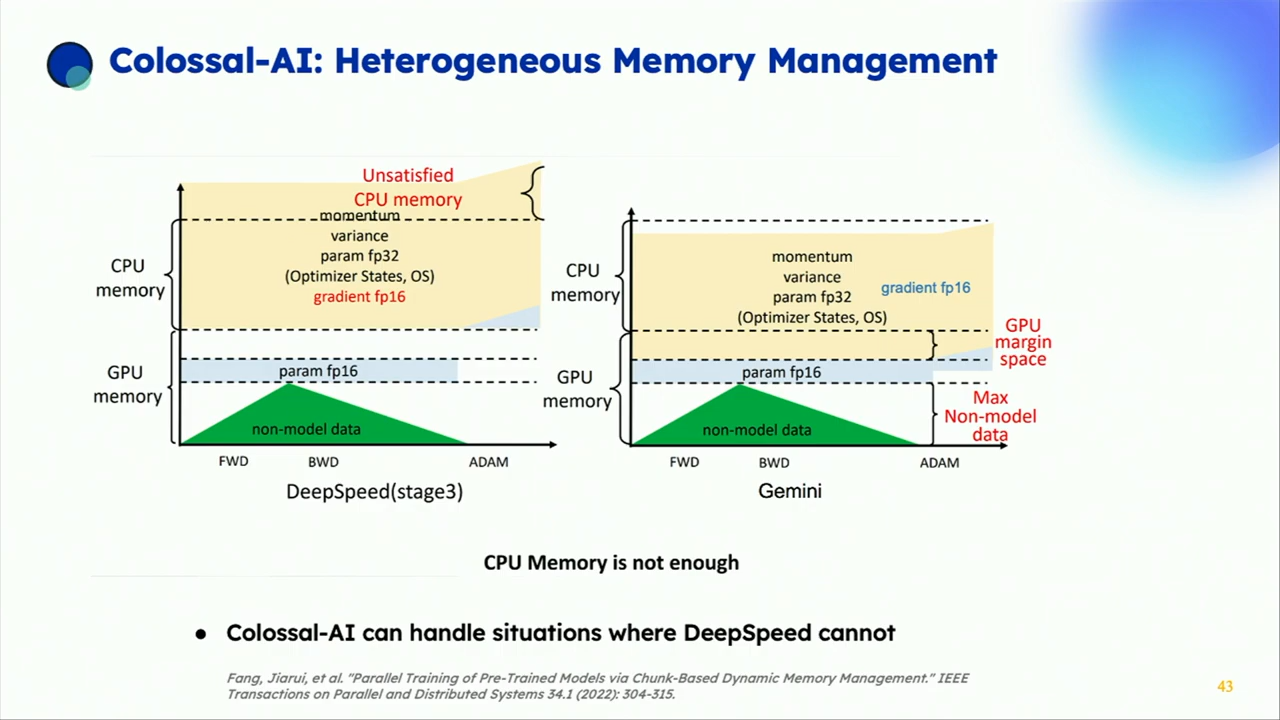 Colossal-AI: Heterogeneous Memory Management
Unsatisfied
CPU memory
momentum
variance
param fp32
(Optimizer States, OS)
gradient fp16
CPU
memory
GPU
memory
param fp16
non-model data
FWD
BWD
ADAM
DeepSpeed(stage3)
CPU
memory
momentum
variance
param fp32
(Optimizer States, OS)
gradient fp16
GPU
margin
space
GPU
memory
param fp16
Max
Non-model
data
non-model data
FWD
BWD
ADAM
Gemini
CPU Memory is not enough
● Colossal-AI can handle situations where DeepSpeed cannot
Fang, Jiarui, et al. "Parallel Training of Pre-Trained Models via Chunk-Based Dynamic Memory Management." IEEE
Transactions on Parallel and Distributed Systems 34.1 (2022): 304-315.
43